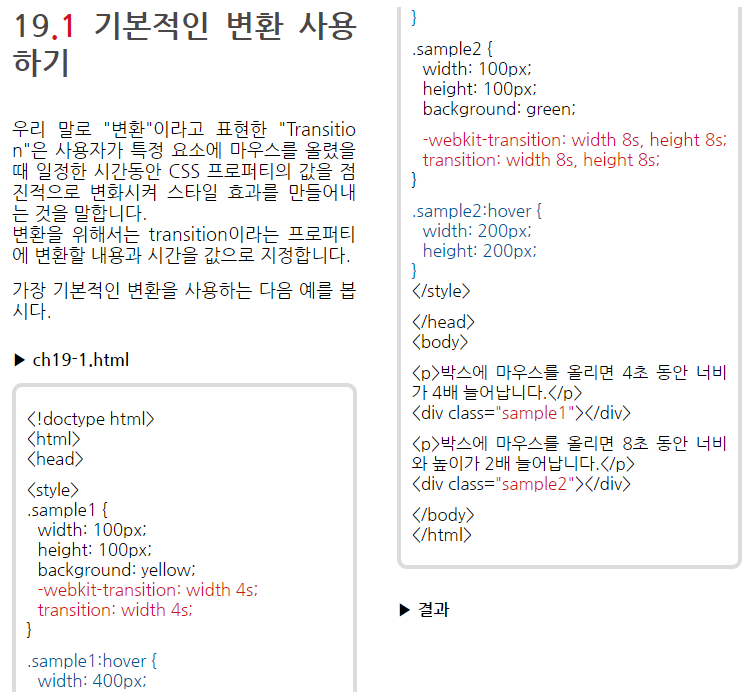 19.1 기본적인 변환 사용
하기
우리 말로 "변환"이라고 표현한 "Transitio
n"은 사용자가 특정 요소에 마우스를 올렸을
때 일정한 시간동안 CSS 프로퍼티의 값을 점
진적으로 변화시켜 스타일 효과를 만들어내
는 것을 말합니다.
변환을 위해서는 transition이라는 프로퍼티
에 변환할 내용과 시간을 값으로 지정합니다.
가장 기본적인 변환을 사용하는 다음 예를 봅
시다.
▶ ch19-1.html
<!doctype html>
<html>
<head>
<style>
.sample1 {
width: 100px;
height: 100px;
background: yellow;
-webkit-transition: width 4s;
transition: width 4s;
}
.sample1:hover {
width: 400px;
}
.sample2 {
width: 100px;
height: 100px;
background: green;
-webkit-transition: width 8s, height 8s;
transition: width 8s, height 8s;
}
.sample2:hover {
width: 200px;
height: 200px;
}
</style>
</head>
<body>
<p>박스에 마우스를 올리면 4초 동안 너비
가 4배 늘어납니다.</p>
<div class="sample1"></div>
<p>박스에 마우스를 올리면 8초 동안 너비
와 높이가 2배 늘어납니다.</p>
<div class="sample2"></div>
</body>
</html>
▶ 결과